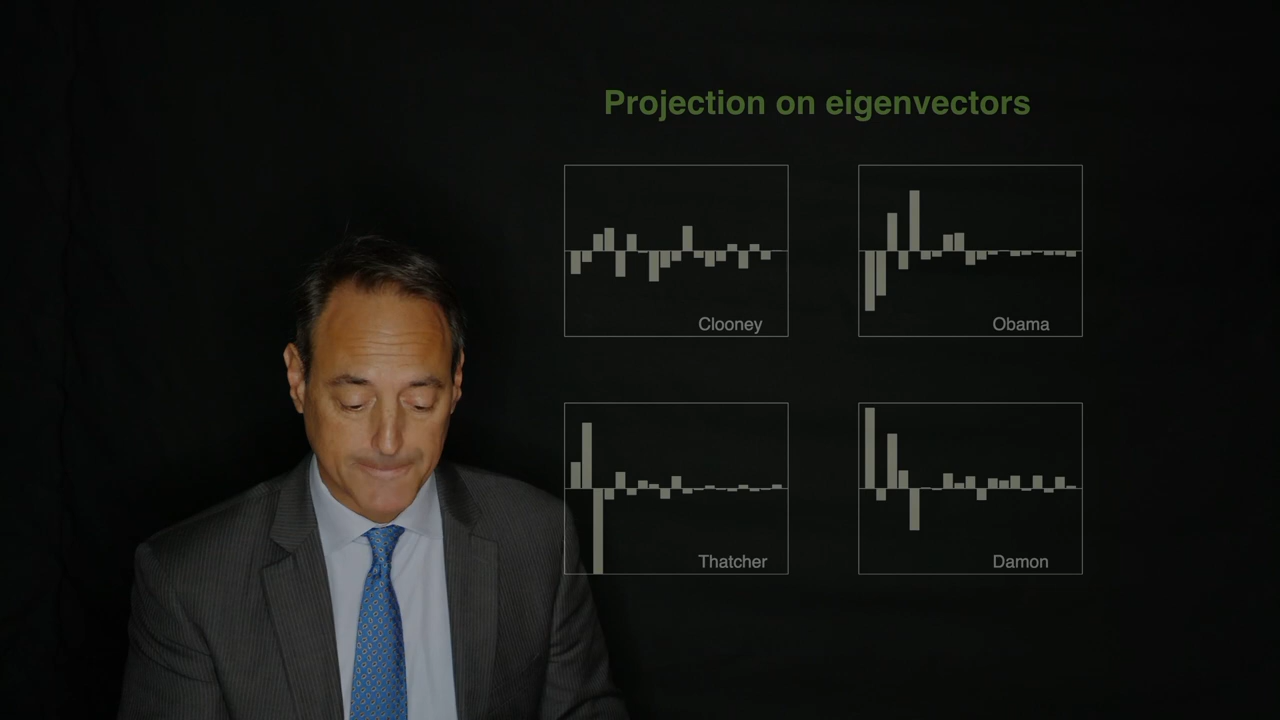 Projection on eigenvectors
Clooney
Obama
Thatcher
Damon